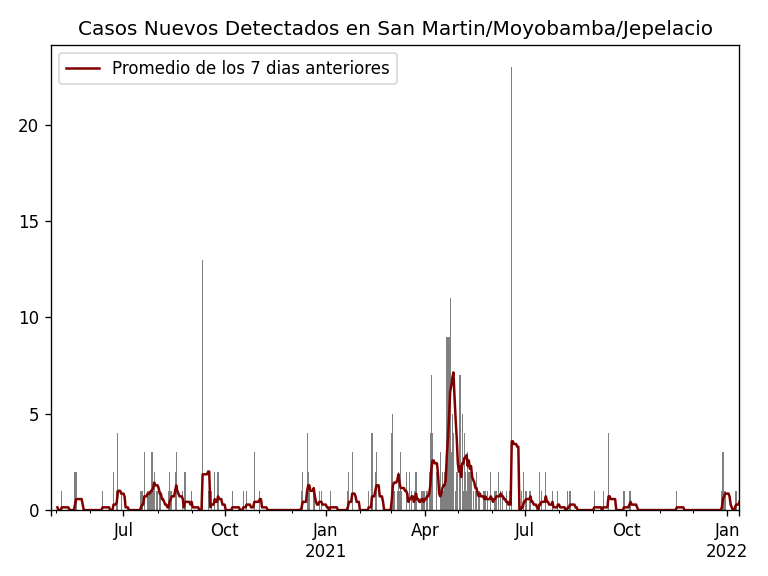 Casos Nuevos Detectados en San Martin/Moyobamba/Jepelacio
Promedio de los 7 dias anteriores
20
15
10
5
0
Jul Oct Jan Apr Jul Oct Jan
2021 2022